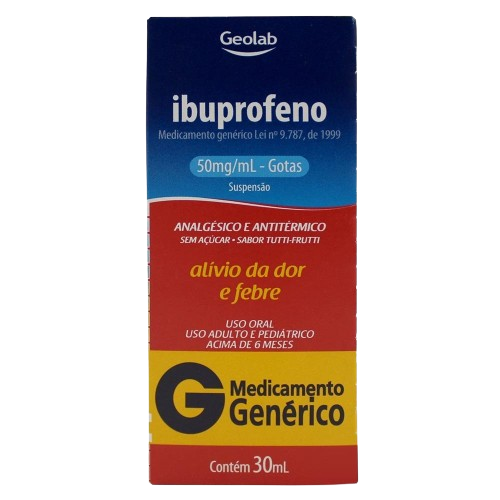 Geolab
ibuprofeno
Medicamento genérico Lei nº 9.787, de 1999
50mg/mL - Gotas
Suspensão
ANALGÉSICO E ANTITÉRMICO
SEM AÇÚCAR • SABOR TUTTI-FRUTTI
alívio da dor
e febre
USO ORAL
USO ADULTO E PEDIÁTRICO
ACIMA DE 6 MESES
G Medicamento
Genérico
Contém 30mL